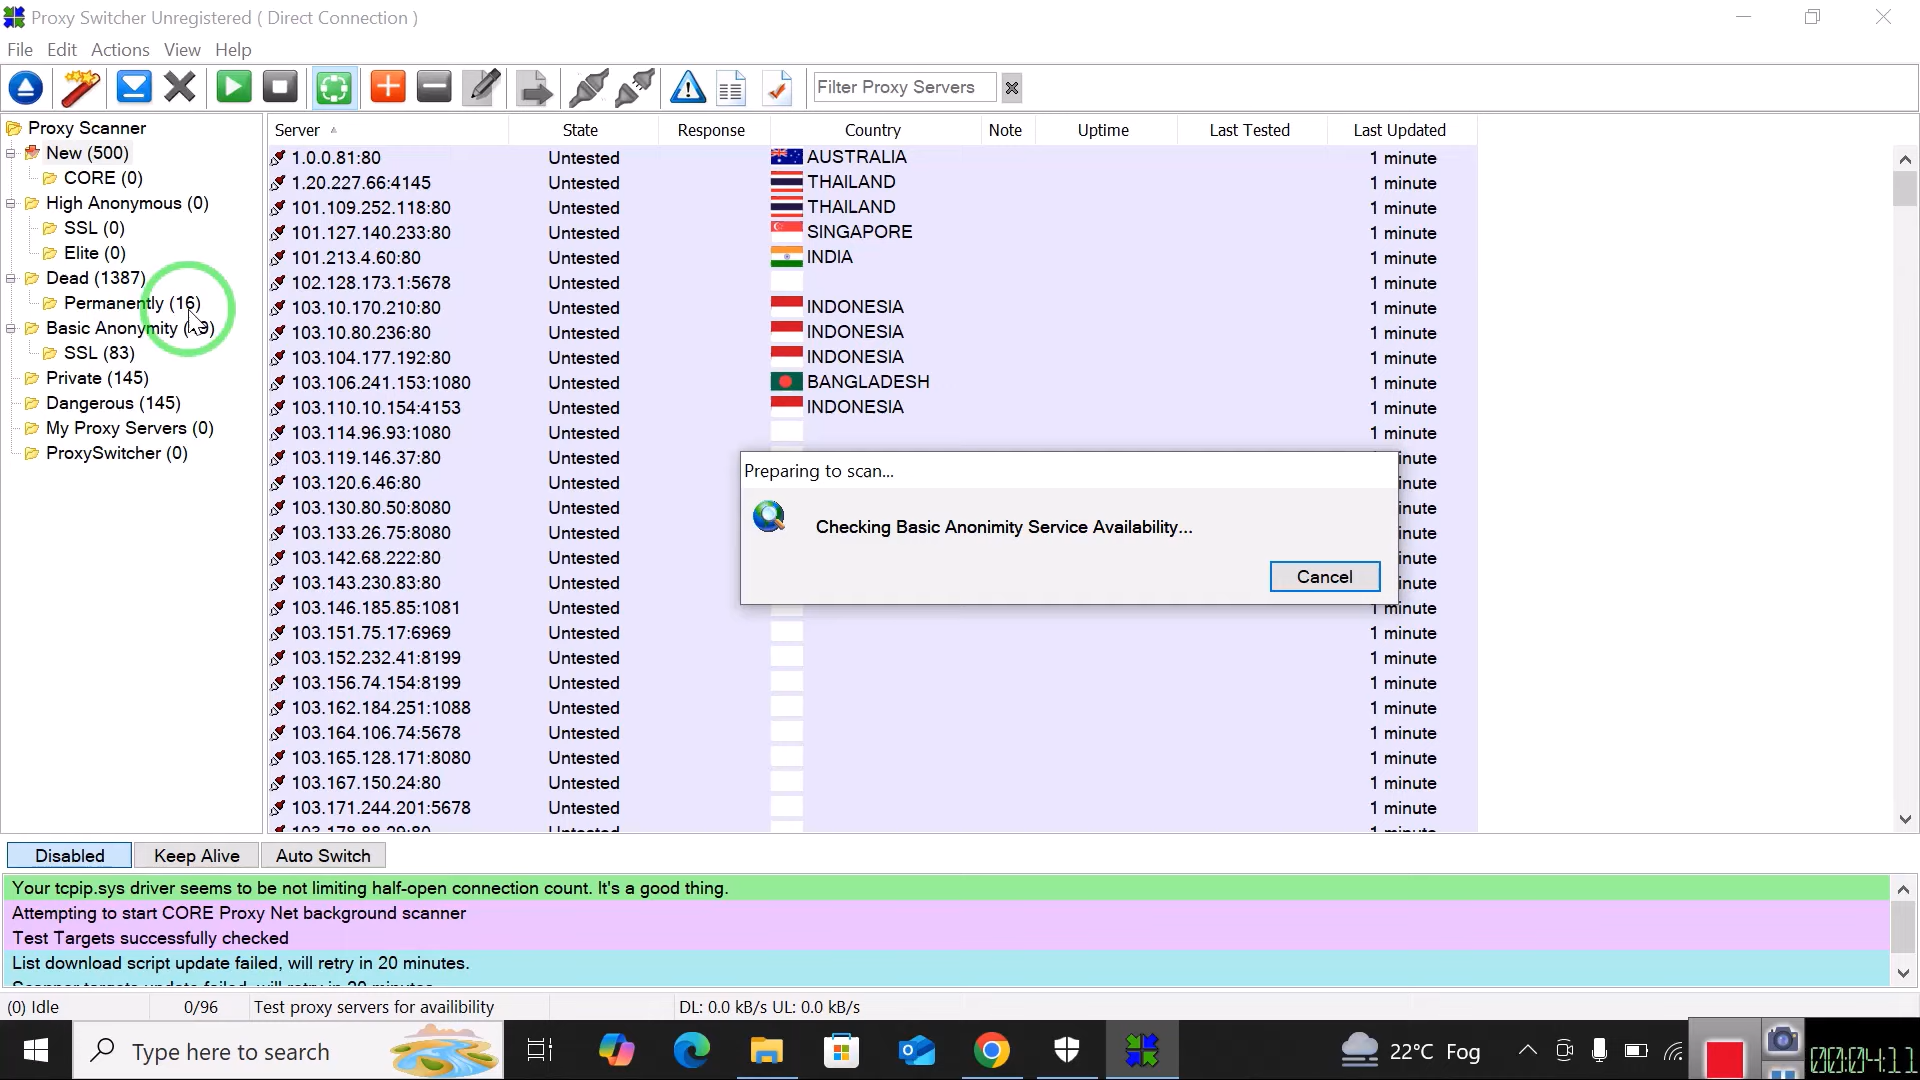 Proxy Switcher Unregistered ( Direct Connection )
File Edit Actions View Help
Filter Proxy Servers
Proxy Scanner
New (500)
CORE (0)
High Anonymous (0)
SSL (0)
Elite (0)
Dead (1387)
Permanently (16)
Basic Anonymity
SSL (83)
Private (145)
Dangerous (145)
My Proxy Servers (0)
ProxySwitcher (0)
Server State Response Country Note Uptime Last Tested Last Updated
1.0.0.81:80 Untested AUSTRALIA 1 minute
1.20.227.66:4145 Untested THAILAND 1 minute
101.109.252.118:80 Untested THAILAND 1 minute
101.127.140.233:80 Untested SINGAPORE 1 minute
101.213.4.60:80 Untested INDIA 1 minute
102.128.173.1:5678 Untested 1 minute
103.10.170.210:80 Untested INDONESIA 1 minute
103.10.80.236:80 Untested INDONESIA 1 minute
103.104.177.192:80 Untested INDONESIA 1 minute
103.106.241.153:1080 Untested BANGLADESH 1 minute
103.110.10.154:4153 Untested INDONESIA 1 minute
103.114.96.93:1080 Untested 1 minute
103.119.146.37:80 Untested inute
103.120.6.46:80 Untested inute
103.130.80.50:8080 Untested inute
103.133.26.75:8080 Untested inute
103.142.68.222:80 Untested inute
103.143.230.83:80 Untested inute
103.146.185.85:1081 Untested 1 minute
103.151.75.17:6969 Untested 1 minute
103.152.232.41:8199 Untested 1 minute
103.156.74.154:8199 Untested 1 minute
103.162.184.251:1088 Untested 1 minute
103.164.106.74:5678 Untested 1 minute
103.165.128.171:8080 Untested 1 minute
103.167.150.24:80 Untested 1 minute
103.171.244.201:5678 Untested 1 minute
Preparing to scan...
Checking Basic Anonimity Service Availability...
Cancel
Disabled Keep Alive Auto Switch
Your tcpip.sys driver seems to be not limiting half-open connection count. It's a good thing.
Attempting to start CORE Proxy Net background scanner
Test Targets successfully checked
List download script update failed, will retry in 20 minutes.
(0) Idle 0/96 Test proxy servers for availibility DL: 0.0 kB/s UL: 0.0 kB/s
Type here to search
22°C Fog
00:04:11